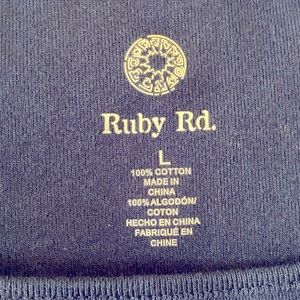 Ruby Rd.
L
100% COTTON
MADE IN
CHINA
100% ALGODÓN/
COTON
HECHO EN CHINA
FABRIQUÉ EN
CHINE